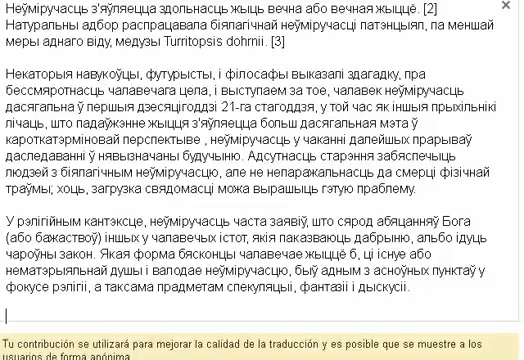 Неўміручасць з'яўляецца здольнасць жыць вечна або вечная жыццё. [2]
Натуральны адбор распрацавала біялагічнай неўміручасці патэнцыял, па меншай
меры аднаго віду, медузы Turritopsis dohrnii. [3]
Некаторыя навукоўцы, футурысты, і філосафы выказалі здагадку, пра
бессмяротнасць чалавечага цела, і выступаем за тое, чалавек неўміручасць
дасягальна ў першыя дзесяцігоддзі 21-га стагоддзя, у той час як іншыя прыхільнікі
лічаць, што падаўжэнне жыцця з'яўляецца больш дасягальная мэта ў
кароткатэрміновай перспектыве , неўміручасць у чаканні далейшых прарываў
даследаванні ў нявызначаны будучыню. Адсутнасць старэння забяспечыць
людзей з біялагічным неўміручасцю, але не непаражальнасць да смерці фізічнай
траўмы; хоць, загрузка свядомасці можа вырашыць гэтую праблему.
У рэлігійным кантэксце, неўміручасць часта заявіў, што сярод абяцанняў Бога
(або бажастваў) іншых у чалавечых істот, якія паказваюць дабрыню, альбо ідуць
чароўны закон. Якая форма бясконцы чалавечае жыццё б, ці існуе або
нематэрыяльнай душы і валодае неўміручасцю, быў адным з асноўных пунктаў у
фокусе рэлігіі, а таксама прадметам спекуляцыі, фантазіі і дыскусіі.
Tu contribución se utilizará para mejorar la calidad de la traducción y es posible que se muestre a los
usuarios de forma anónima